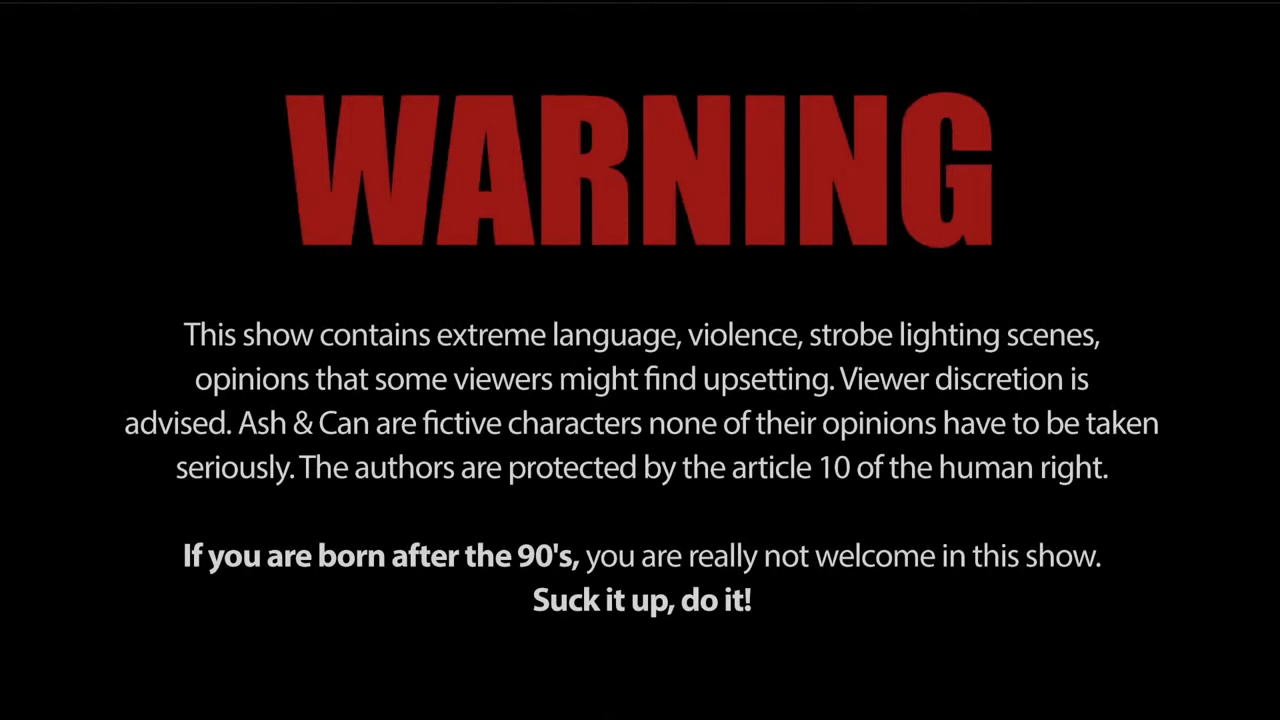 WARNING
This show contains extreme language, violence, strobe lighting scenes,
opinions that some viewers might find upsetting. Viewer discretion is
advised. Ash & Can are fictive characters none of their opinions have to be taken
seriously. The authors are protected by the article 10 of the human right.
If you are born after the 90's, you are really not welcome in this show.
Suck it up, do it!